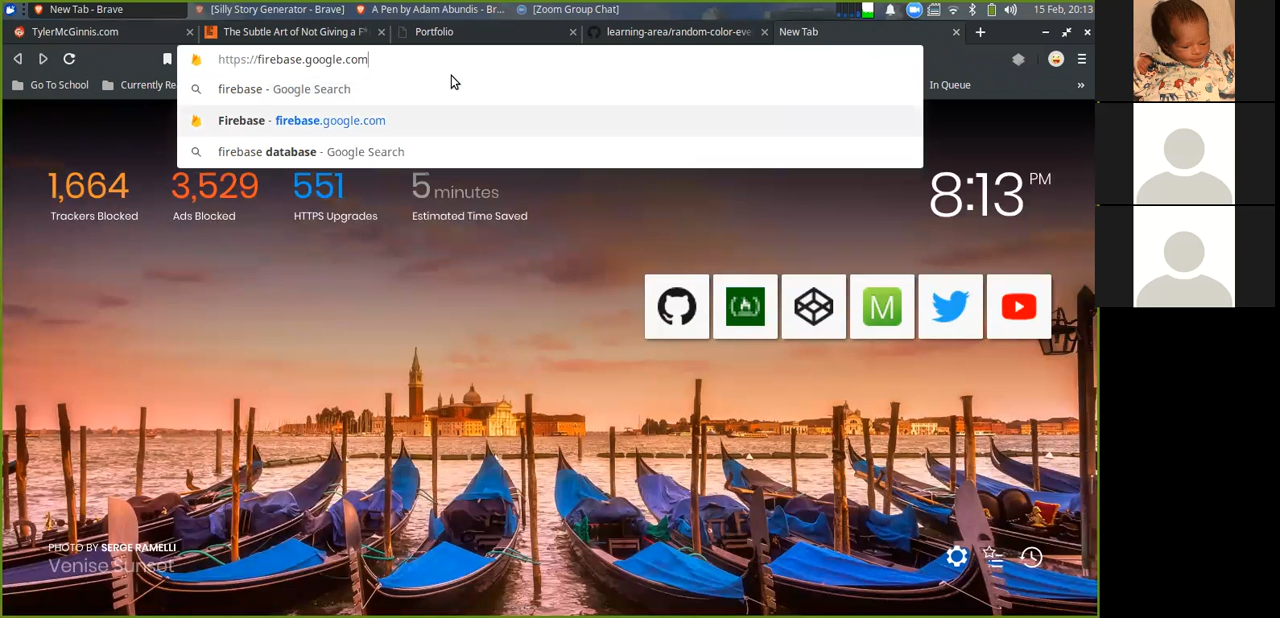 New Tab - Brave
[Silly Story Generator - Brave]
A Pen by Adam Abundis - Br...
[Zoom Group Chat]
15 Feb, 20:13
TylerMcGinnis.com
The Subtle Art of Not Giving a F*
Portfolio
learning-area/random-color-eve
New Tab
https://firebase.google.com
Go To School
Currently Re
In Queue
»
firebase - Google Search
Firebase - firebase.google.com
firebase database - Google Search
1,664
3,529
551
5 minutes
Trackers Blocked
Ads Blocked
HTTPS Upgrades
Estimated Time Saved
8:13 PM
M
PHOTO BY SERGE RAMELLI
Venise Sunset